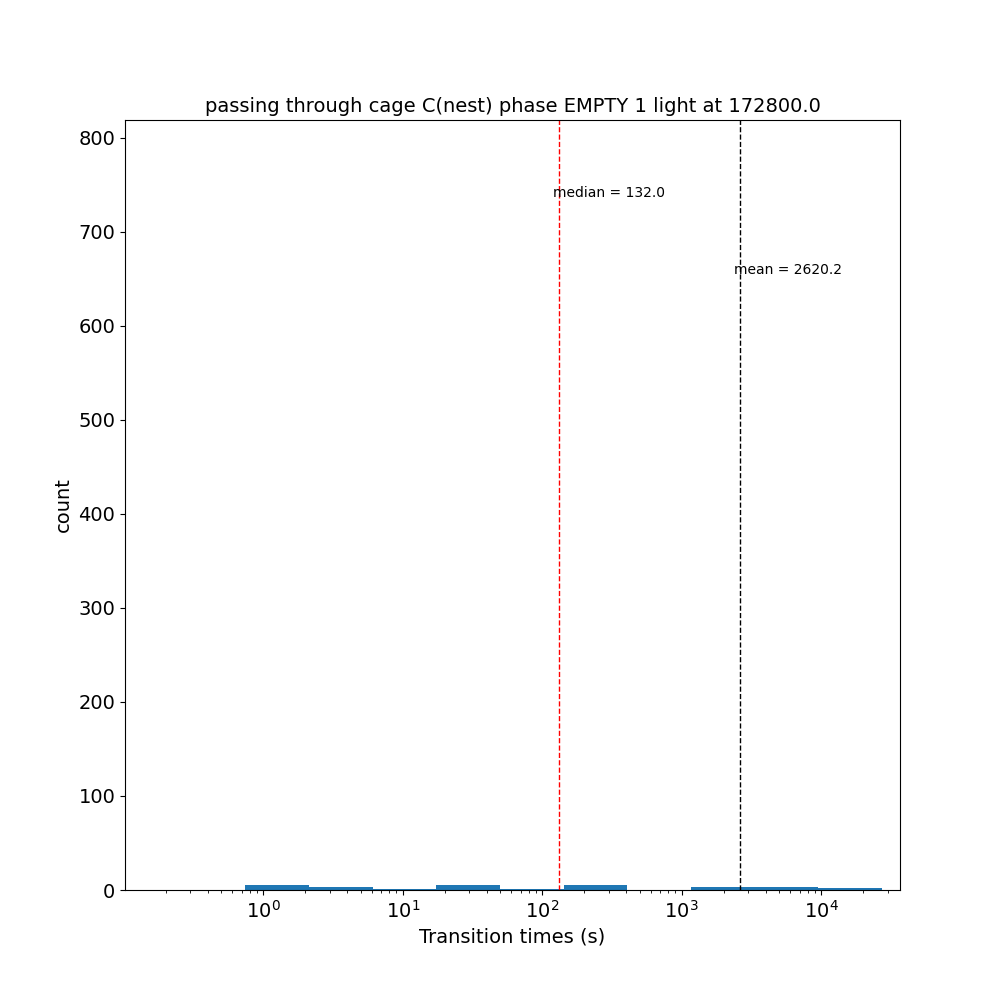 passing through cage C(nest) phase EMPTY 1 light at 172800.0
800
median = 132.0
700
mean = 2620.2
600
500
count
400
300
200
100
0
10^0 10^1 10^2 10^3 10^4
Transition times (s)